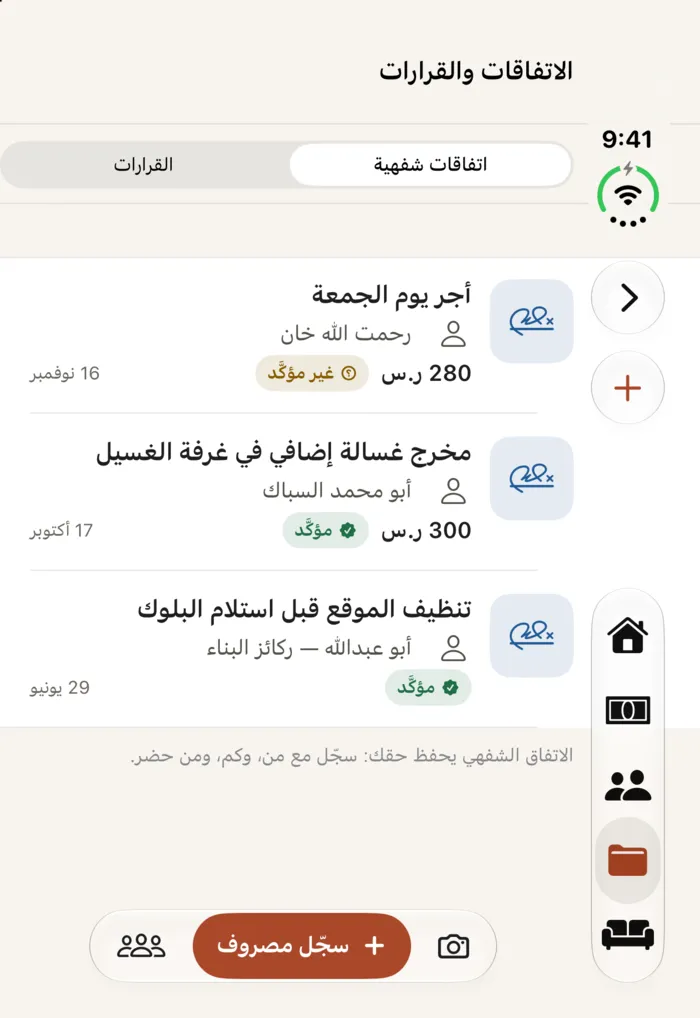 الاتفاقات والقرارات
9:41
اتفاقات شفهية
القرارات
أجر يوم الجمعة
رحمت الله خان
280 ر.س
غير مؤكَّد
16 نوفمبر
مخرج غسالة إضافي في غرفة الغسيل
أبو محمد السباك
300 ر.س
مؤكَّد
17 أكتوبر
تنظيف الموقع قبل استلام البلوك
أبو عبدالله — ركائز البناء
مؤكَّد
29 يونيو
الاتفاق الشفهي يحفظ حقك: سجّل مع من، وكم، ومن حضر.
+ سجّل مصروف